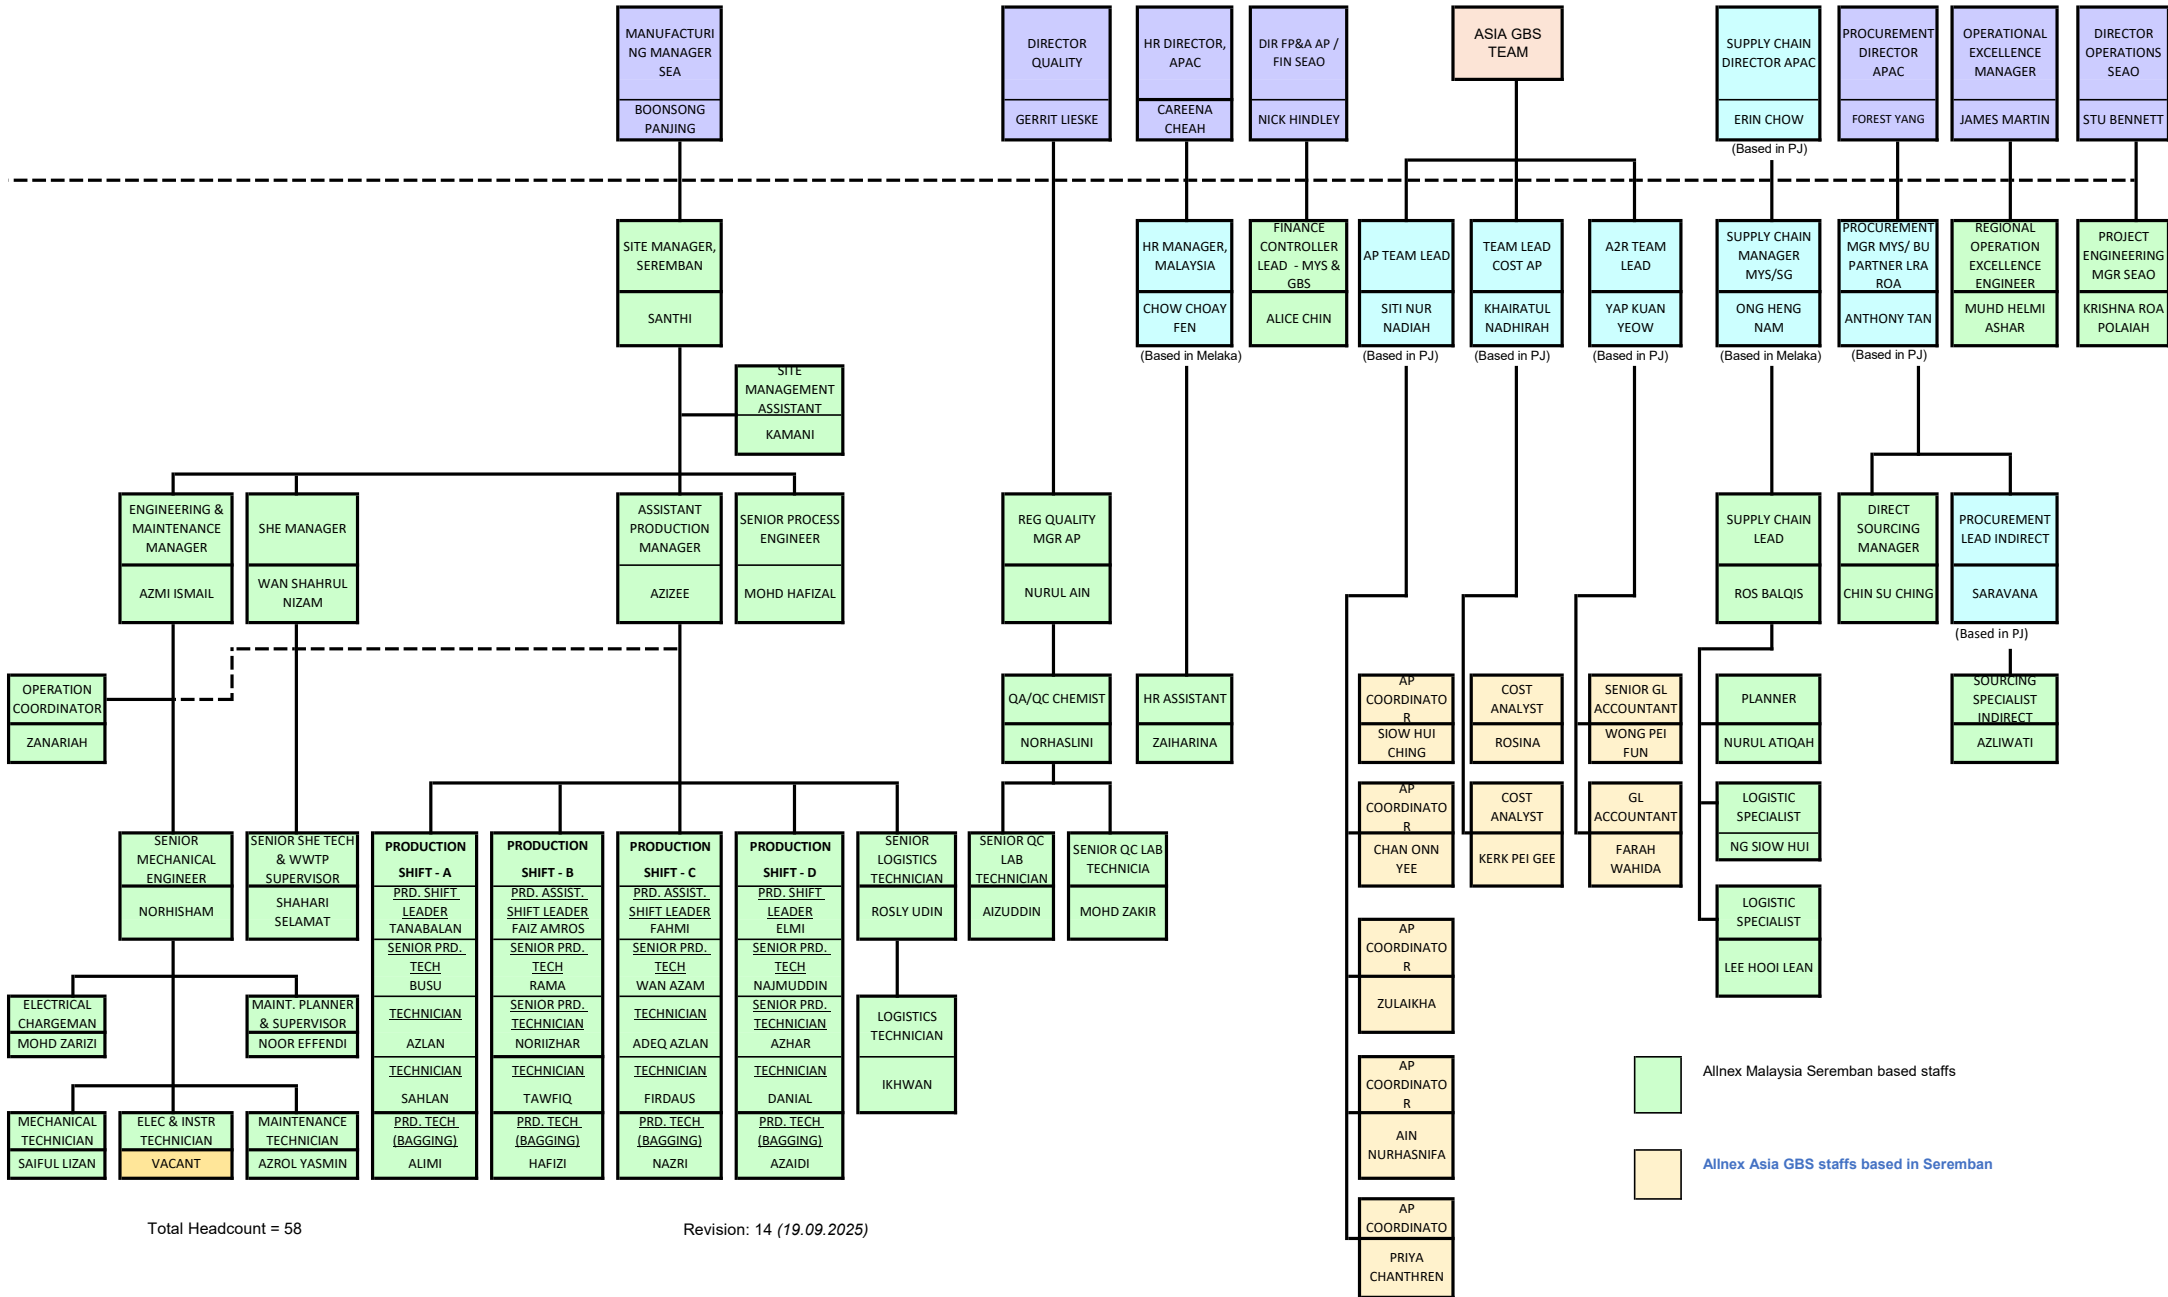 MANUFACTURI
NG MANAGER
SEA
BOONSONG
PANJING
DIRECTOR
QUALITY
GERRIT LIESKE
HR DIRECTOR,
APAC
CAREENA
CHEAH
DIR FP&A AP /
FIN SEAO
NICK HINDLEY
ASIA GBS
TEAM
SUPPLY CHAIN
DIRECTOR APAC
ERIN CHOW
(Based in PJ)
PROCUREMENT
DIRECTOR
APAC
FOREST YANG
OPERATIONAL
EXCELLENCE
MANAGER
JAMES MARTIN
DIRECTOR
OPERATIONS
SEAO
STU BENNETT
SITE MANAGER,
SEREMBAN
SANTHI
HR MANAGER,
MALAYSIA
CHOW CHOAY
FEN
(Based in Melaka)
FINANCE
CONTROLLER
LEAD - MYS &
GBS
ALICE CHIN
AP TEAM LEAD
SITI NUR
NADIAH
(Based in PJ)
TEAM LEAD
COST AP
KHAIRATUL
NADHIRAH
(Based in PJ)
A2R TEAM
LEAD
YAP KUAN
YEOW
(Based in PJ)
SUPPLY CHAIN
MANAGER
MYS/SG
ONG HENG
NAM
(Based in Melaka)
PROCUREMENT
MGR MYS/ BU
PARTNER LRA
ROA
ANTHONY TAN
(Based in PJ)
REGIONAL
OPERATION
EXCELLENCE
ENGINEER
MUHD HELMI
ASHAR
PROJECT
ENGINEERING
MGR SEAO
KRISHNA ROA
POLAIAH
SITE
MANAGEMENT
ASSISTANT
KAMANI
ENGINEERING &
MAINTENANCE
MANAGER
AZMI ISMAIL
SHE MANAGER
WAN SHAHRUL
NIZAM
ASSISTANT
PRODUCTION
MANAGER
AZIZEE
SENIOR PROCESS
ENGINEER
MOHD HAFIZAL
REG QUALITY
MGR AP
NURUL AIN
SUPPLY CHAIN
LEAD
ROS BALQIS
DIRECT
SOURCING
MANAGER
CHIN SU CHING
PROCUREMENT
LEAD INDIRECT
SARAVANA
(Based in PJ)
OPERATION
COORDINATOR
ZANARIAH
QA/QC CHEMIST
NORHASLINI
HR ASSISTANT
ZAIHARINA
AP
COORDINATO
R
SIOW HUI
CHING
COST
ANALYST
ROSINA
SENIOR GL
ACCOUNTANT
WONG PEI
FUN
PLANNER
NURUL ATIQAH
SOURCING
SPECIALIST
INDIRECT
AZLIWATI
AP
COORDINATO
R
CHAN ONN
YEE
COST
ANALYST
KERK PEI GEE
GL
ACCOUNTANT
FARAH
WAHIDA
LOGISTIC
SPECIALIST
NG SIOW HUI
SENIOR
MECHANICAL
ENGINEER
NORHISHAM
SENIOR SHE TECH
& WWTP
SUPERVISOR
SHAHARI
SELAMAT
PRODUCTION
SHIFT - A
PRD. SHIFT
LEADER
TANABALAN
SENIOR PRD.
TECH
BUSU
TECHNICIAN
AZLAN
TECHNICIAN
SAHLAN
PRD. TECH
(BAGGING)
ALIMI
PRODUCTION
SHIFT - B
PRD. ASSIST.
SHIFT LEADER
FAIZ AMROS
SENIOR PRD.
TECH
RAMA
SENIOR PRD.
TECHNICIAN
NORIIZHAR
TECHNICIAN
TAWFIQ
PRD. TECH
(BAGGING)
HAFIZI
PRODUCTION
SHIFT - C
PRD. ASSIST.
SHIFT LEADER
FAHMI
SENIOR PRD.
TECH
WAN AZAM
TECHNICIAN
ADEQ AZLAN
TECHNICIAN
FIRDAUS
PRD. TECH
(BAGGING)
NAZRI
PRODUCTION
SHIFT - D
PRD. SHIFT
LEADER
ELMI
SENIOR PRD.
TECH
NAJMUDDIN
SENIOR PRD.
TECHNICIAN
AZHAR
TECHNICIAN
DANIAL
PRD. TECH
(BAGGING)
AZAIDI
SENIOR
LOGISTICS
TECHNICIAN
ROSLY UDIN
LOGISTICS
TECHNICIAN
IKHWAN
SENIOR QC
LAB
TECHNICIAN
AIZUDDIN
SENIOR QC LAB
TECHNICIA
MOHD ZAKIR
LOGISTIC
SPECIALIST
LEE HOOI LEAN
AP
COORDINATO
R
ZULAIKHA
ELECTRICAL
CHARGEMAN
MOHD ZARIZI
MAINT. PLANNER
& SUPERVISOR
NOOR EFFENDI
AP
COORDINATO
R
AIN
NURHASNIFA
MECHANICAL
TECHNICIAN
SAIFUL LIZAN
ELEC & INSTR
TECHNICIAN
VACANT
MAINTENANCE
TECHNICIAN
AZROL YASMIN
AP
COORDINATO
PRIYA
CHANTHREN
Allnex Malaysia Seremban based staffs
Allnex Asia GBS staffs based in Seremban
Total Headcount = 58
Revision: 14 (19.09.2025)